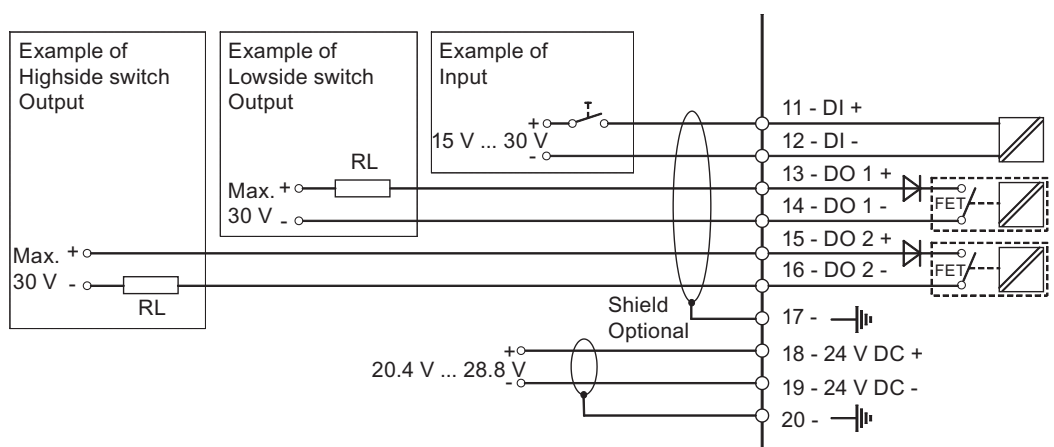 Example of
Highside switch
Output
Example of
Lowside switch
Output
Example of
Input
+
15 V ... 30 V
-
RL
Max. +
30 V -
Max. +
30 V -
RL
11 - DI +
12 - DI -
13 - DO 1 +
14 - DO 1 -
15 - DO 2 +
16 - DO 2 -
FET
FET
Shield
Optional
17 -
18 - 24 V DC +
19 - 24 V DC -
20 -
+
20.4 V ... 28.8 V
-